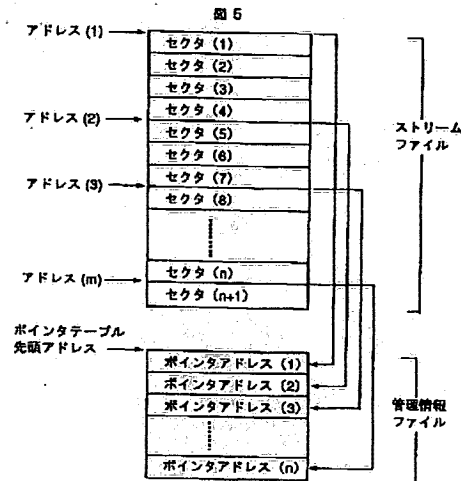 図 5
アドレス (1)
セクタ (1)
セクタ (2)
セクタ (3)
セクタ (4)
アドレス (2)
セクタ (5)
セクタ (6)
アドレス (3)
セクタ (7)
セクタ (8)
ストリーム
ファイル
アドレス (m)
セクタ (n)
セクタ (n+1)
ポインタテーブル
先頭アドレス
ポインタアドレス (1)
ポインタアドレス (2)
ポインタアドレス (3)
管理情報
ファイル
ポインタアドレス (n)